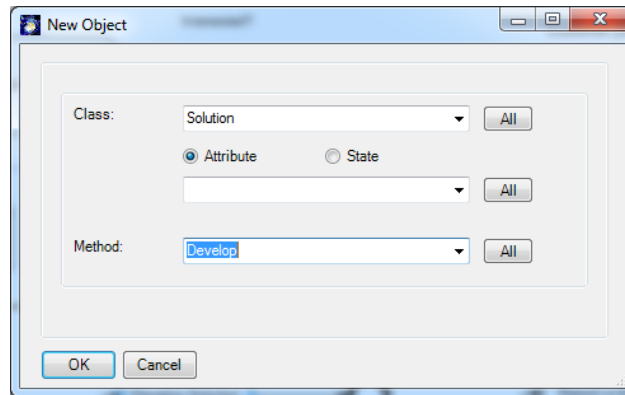 New Object
Class: Solution All
Attribute State
All
Method: Develop All
OK Cancel